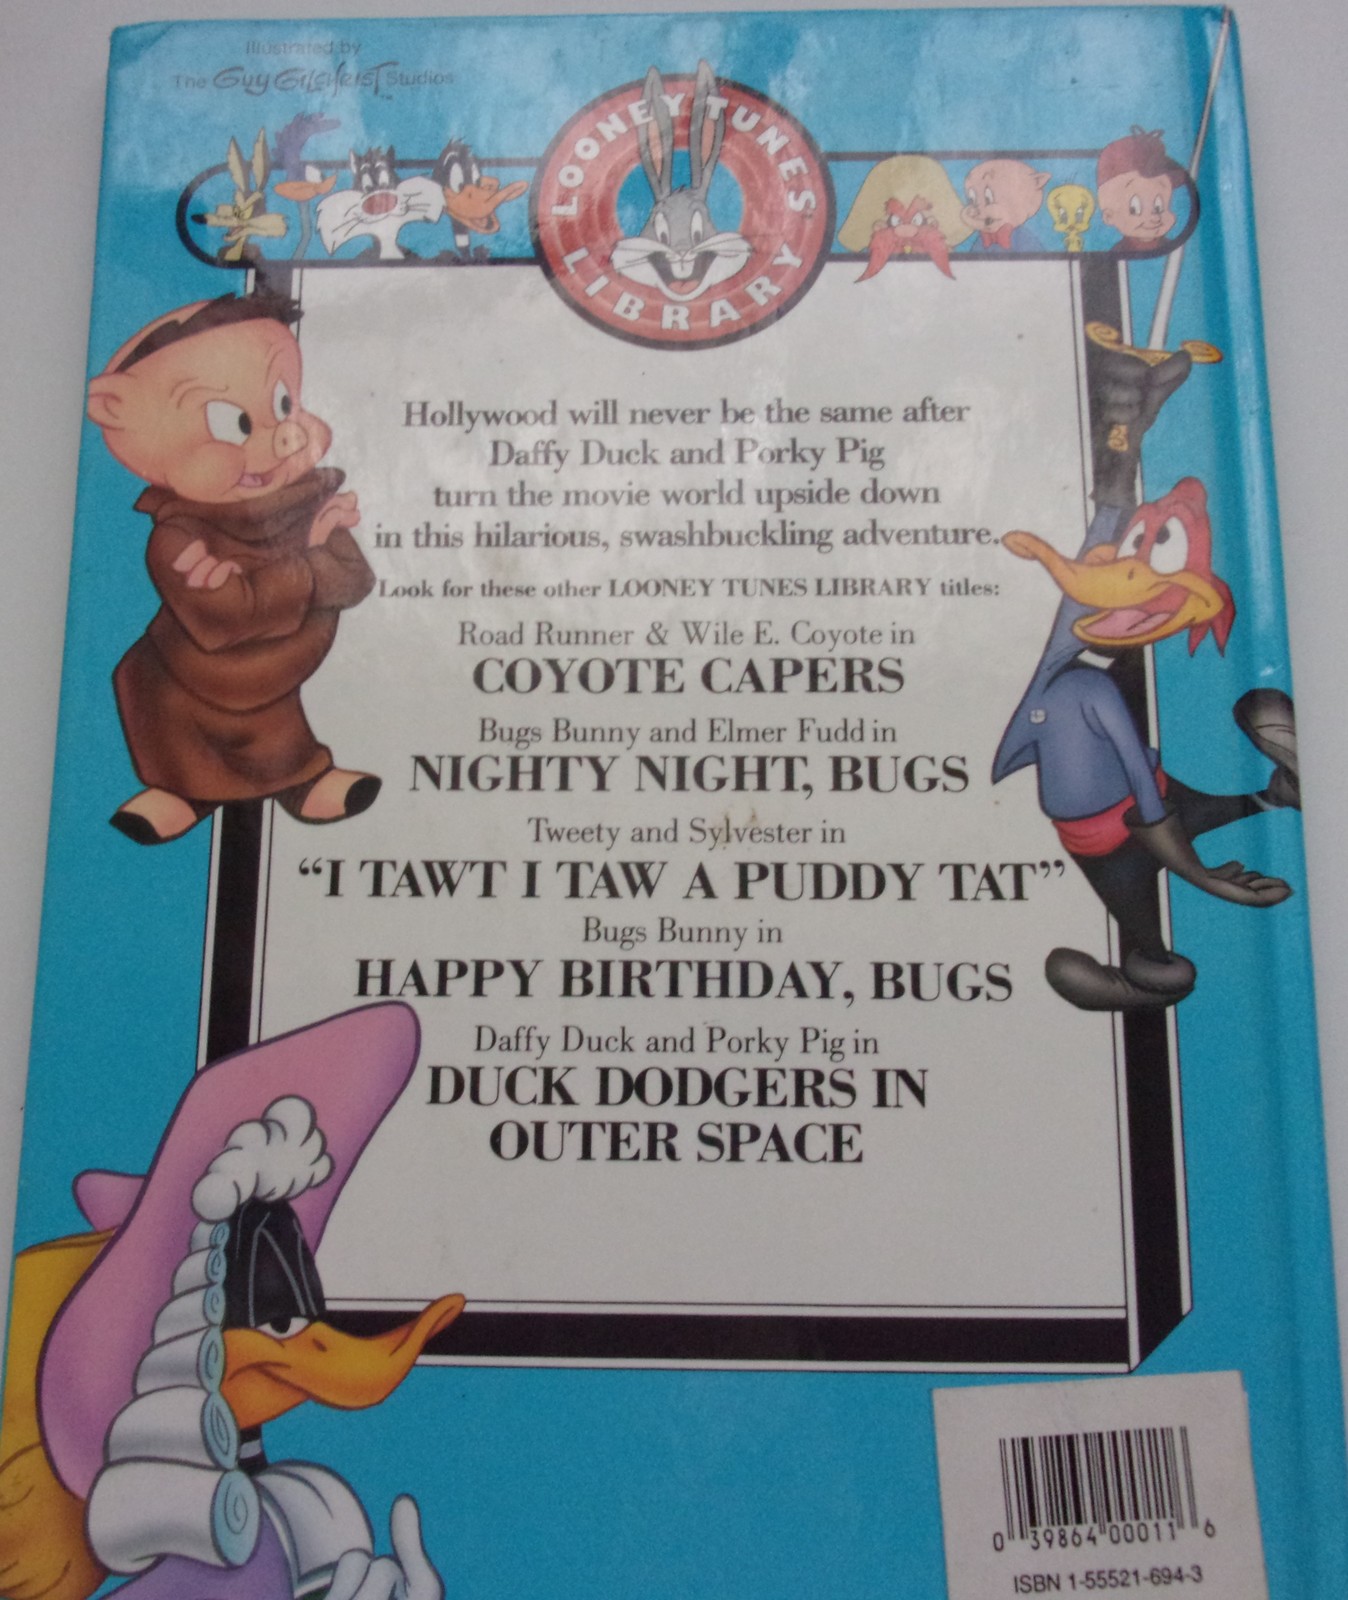 Illustrated by
The Guy Gilchrist™ Studios
LOONEY TUNES
LIBRARY
Hollywood will never be the same after
Daffy Duck and Porky Pig
turn the movie world upside down
in this hilarious, swashbuckling adventure.
Look for these other LOONEY TUNES LIBRARY titles:
Road Runner & Wile E. Coyote in
COYOTE CAPERS
Bugs Bunny and Elmer Fudd in
NIGHTY NIGHT, BUGS
Tweety and Sylvester in
“I TAWT I TAW A PUDDY TAT”
Bugs Bunny in
HAPPY BIRTHDAY, BUGS
Daffy Duck and Porky Pig in
DUCK DODGERS IN
OUTER SPACE
0 39864 00011 6
ISBN 1-55521-694-3